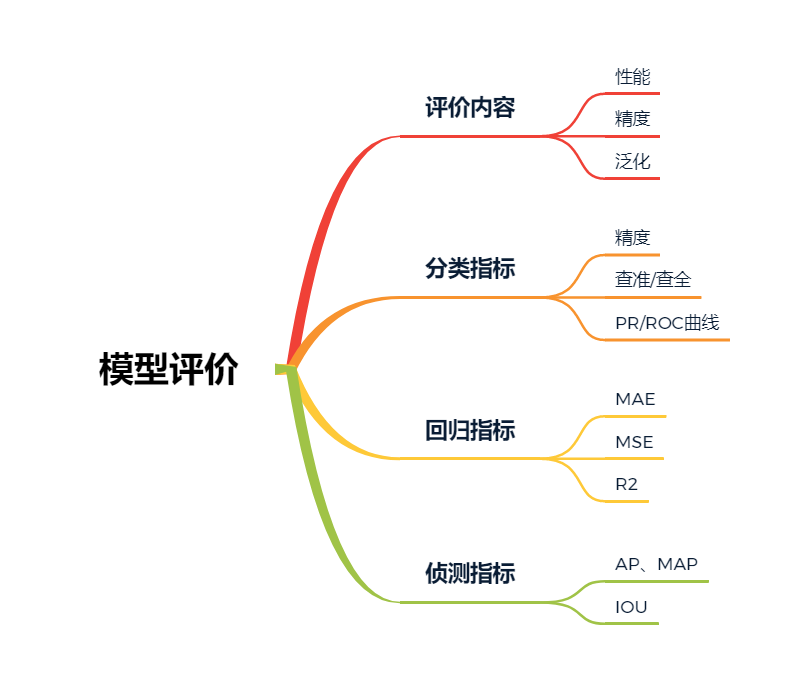 模型评价
评价内容
性能
精度
泛化
分类指标
精度
查准/查全
PR/ROC曲线
回归指标
MAE
MSE
R2
侦测指标
AP、MAP
IOU